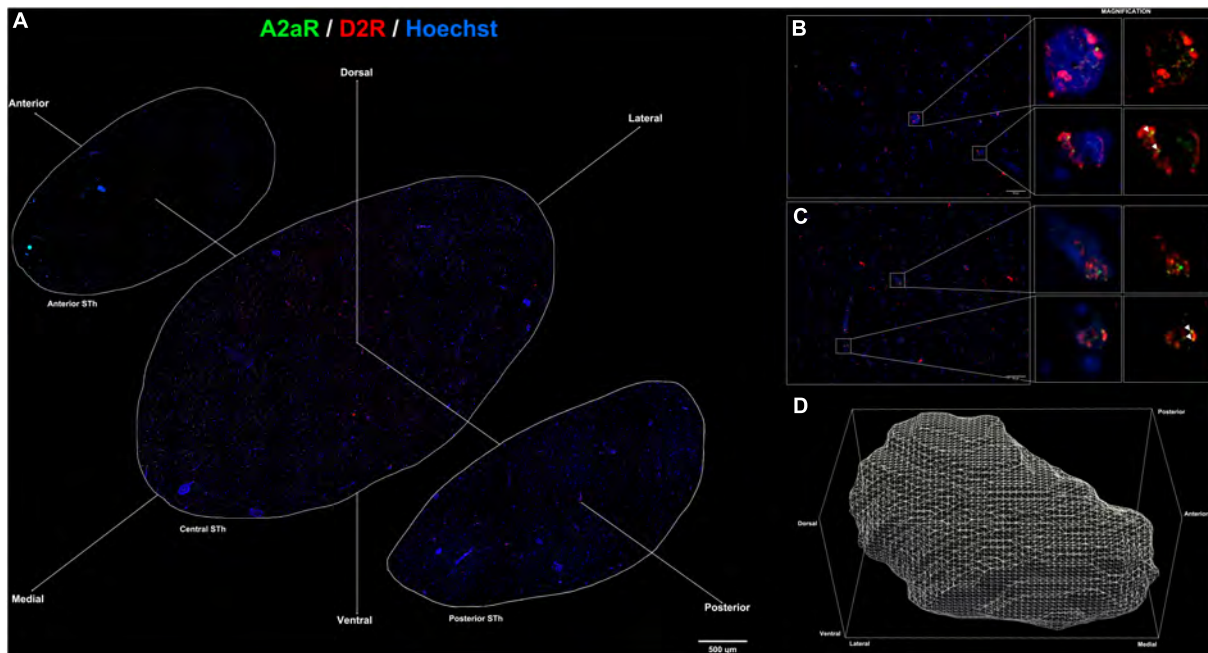 A
A2aR / D2R / Hoechst
Dorsal
Anterior
Lateral
Anterior STh
Central STh
Medial
Ventral
Posterior STh
Posterior
500 µm
MAGNIFICATION
B
C
D
Posterior
Dorsal
Anterior
Ventral
Lateral
Medial